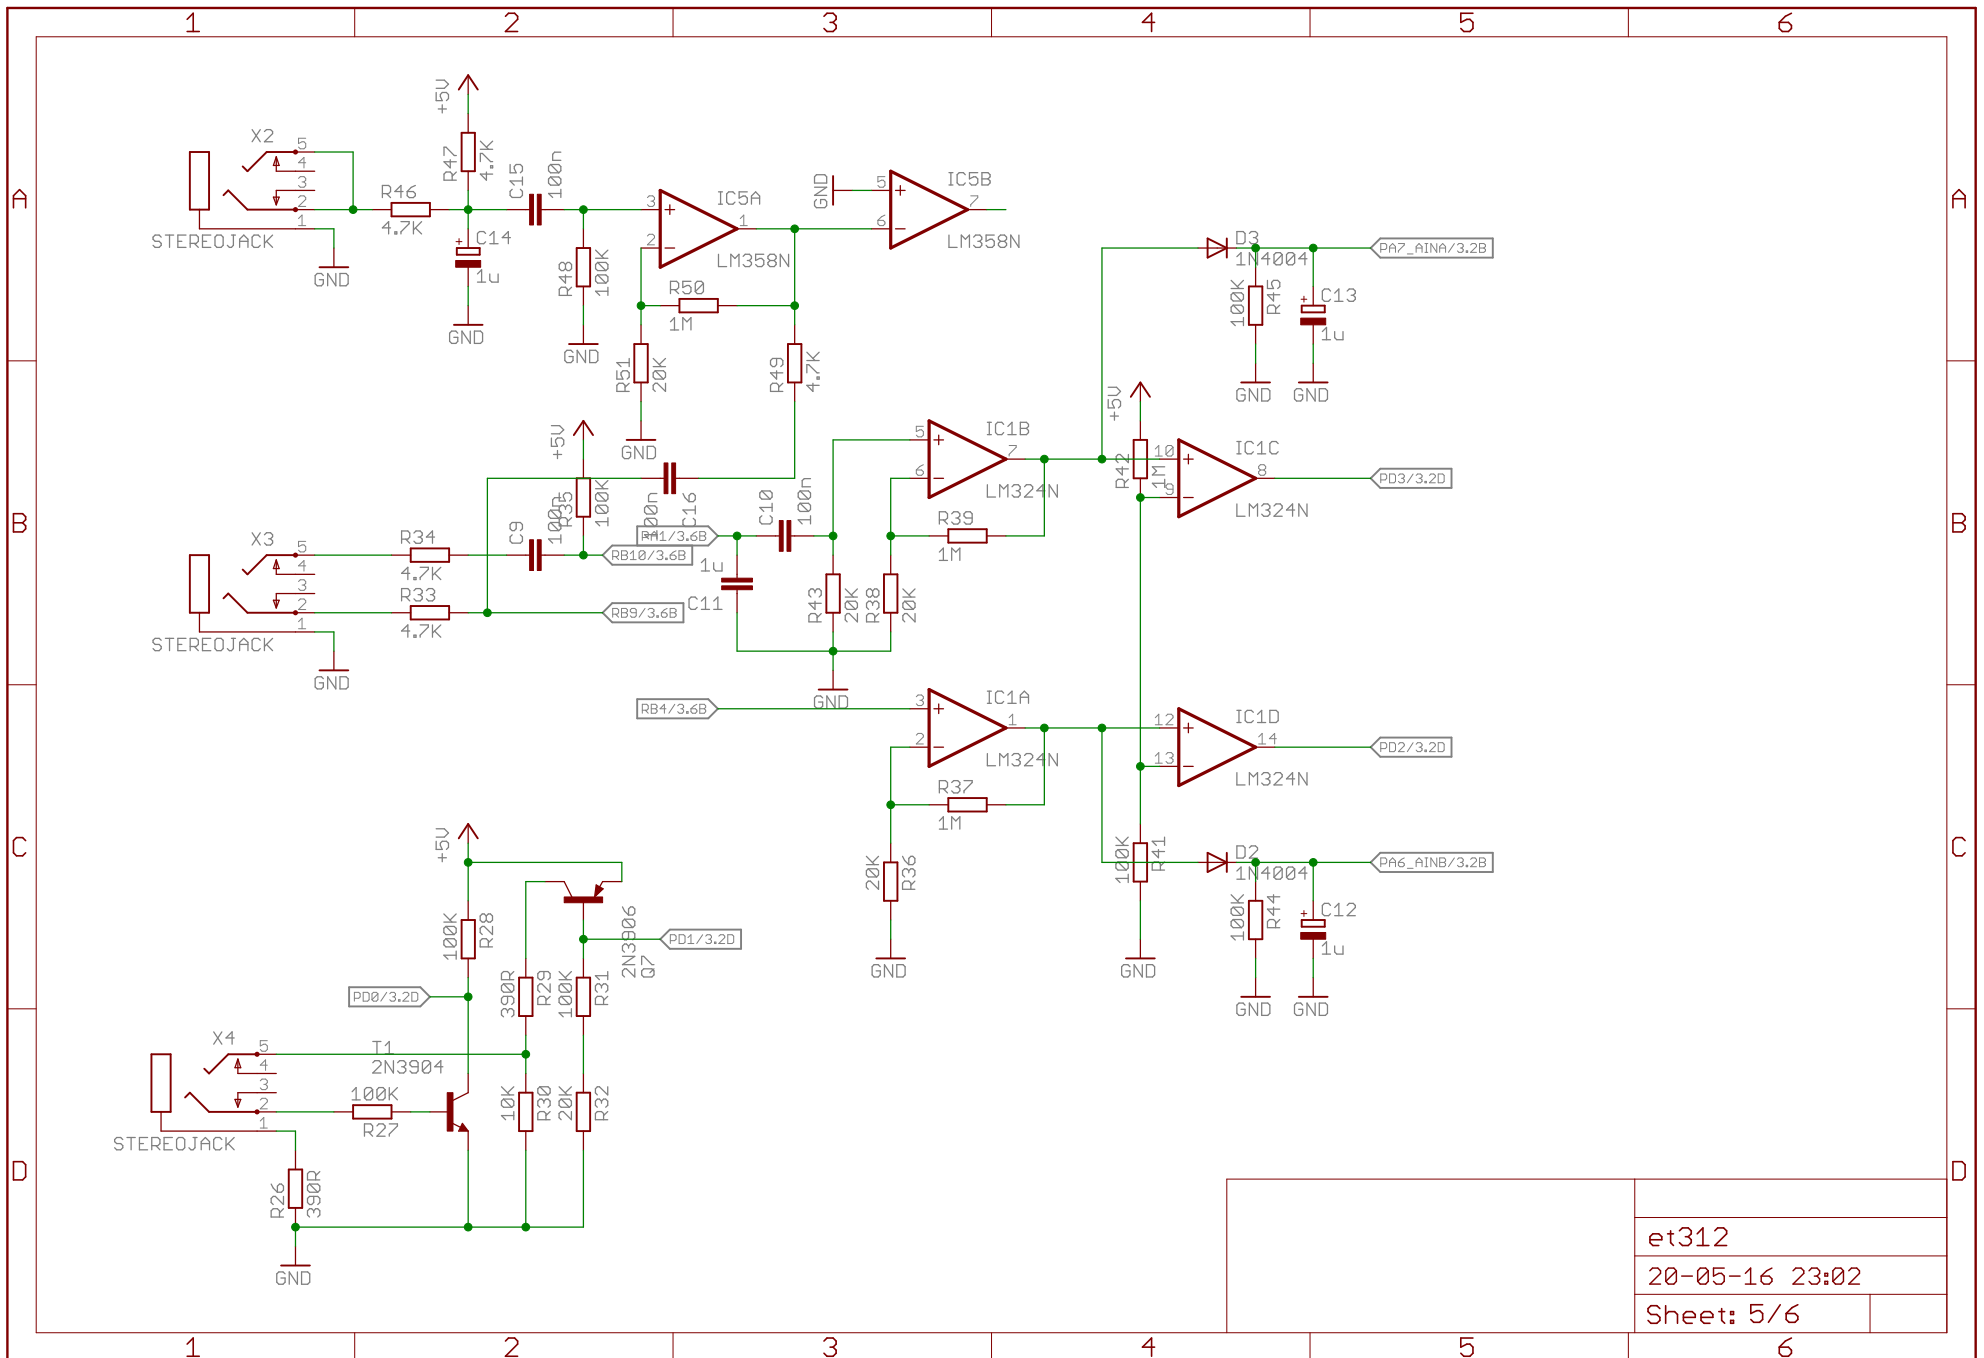 1 2 3 4 5 6
A A
B B
C C
D D
+5V
X2
5
4
3
2
1
STEREOJACK
GND
R46
4.7K
R47
4.7K
C14
1u
GND
C15
100n
R48
100K
GND
3
2
1
IC5A
LM358N
R50
1M
R51
20K
GND
R49
4.7K
GND
5
6
7
IC5B
LM358N
D3
1N4004
PA7_AINA/3.2B
100K
R45
GND
C13
1u
GND
+5V
R35
100K
C16
C10
100n
5
6
7
IC1B
LM324N
R39
1M
+5V
R42
1M
10
9
8
IC1C
LM324N
PD3/3.2D
X3
5
4
3
2
1
STEREOJACK
GND
R34
4.7K
R33
4.7K
C9
100n
RA1/3.6B
RB10/3.6B
RB9/3.6B
1u
C11
R43
20K
R38
20K
GND
RB4/3.6B
3
2
1
IC1A
LM324N
R37
1M
20K
R36
GND
12
13
14
IC1D
LM324N
PD2/3.2D
100K
R41
GND
D2
1N4004
PA6_AINB/3.2B
100K
R44
GND
C12
1u
GND
+5V
100K
R28
PD0/3.2D
390R
R29
100K
R31
2N3906
Q7
PD1/3.2D
X4
5
4
3
2
1
STEREOJACK
T1
2N3904
100K
R27
10K
R30
20K
R32
R26
390R
GND
et312
20-05-16 23:02
Sheet: 5/6
1 2 3 4 5 6